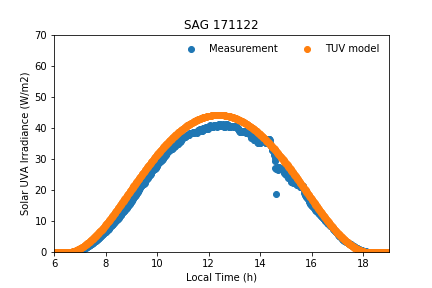 SAG 171122
Measurement TUV model
Solar UVA Irradiance (W/m2)
70
60
50
40
30
20
10
0
6 8 10 12 14 16 18
Local Time (h)